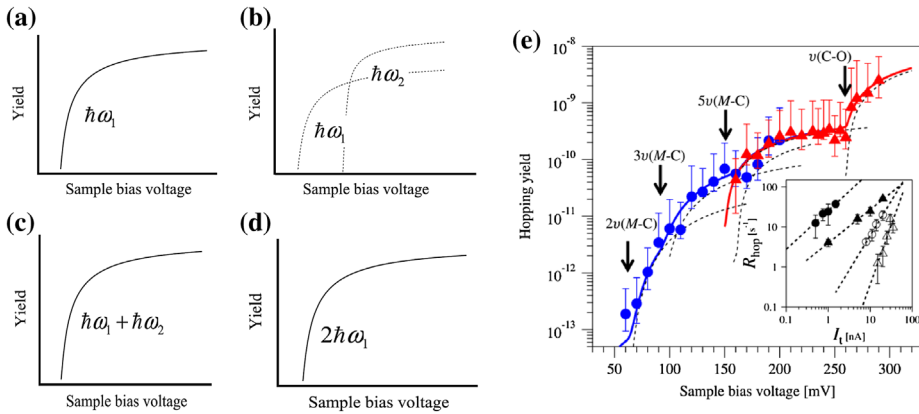 (a)
Yield
ħω₁
Sample bias voltage
(b)
Yield
ħω₂
ħω₁
Sample bias voltage
(c)
Yield
ħω₁ + ħω₂
Sample bias voltage
(d)
Yield
2ħω₁
Sample bias voltage
(e)
Hopping yield
10⁻⁸
10⁻⁹
10⁻¹⁰
10⁻¹¹
10⁻¹²
10⁻¹³
υ(C-O)
5υ(M-C)
3υ(M-C)
2υ(M-C)
R_hop [s⁻¹]
100
10
1
0.1
0.1 1 10 100
I_t [nA]
50 100 150 200 250 300
Sample bias voltage [mV]